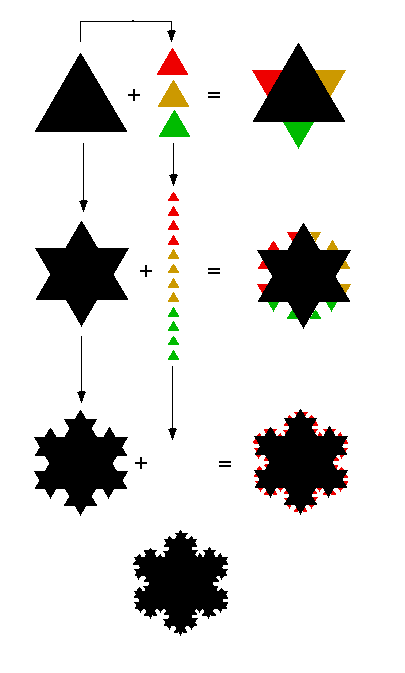 + =
+ =
+ =